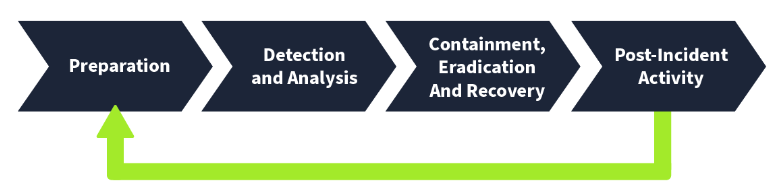 Preparation
Detection
and Analysis
Containment,
Eradication
And Recovery
Post-Incident
Activity